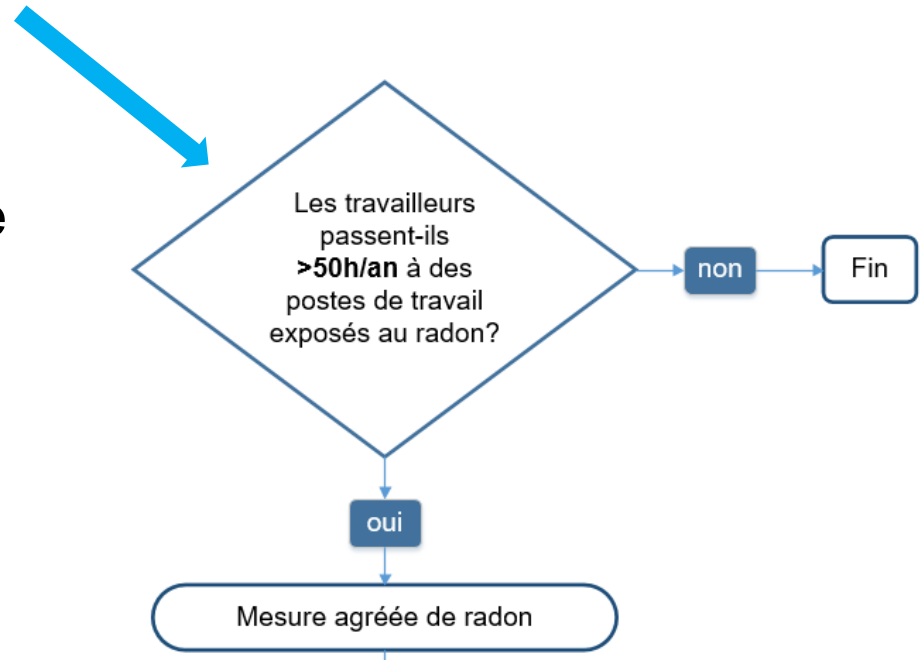 Les travailleurs
passent-ils
>50h/an à des
postes de travail
exposés au radon?
non
Fin
oui
Mesure agréée de radon